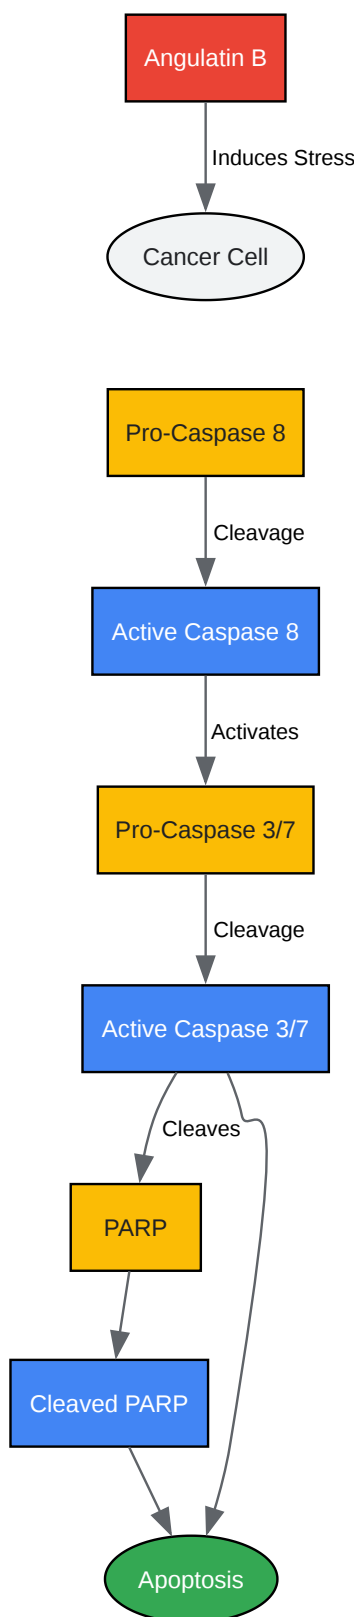 Angulatin B
Induces Stress
Cancer Cell
Pro-Caspase 8
Cleavage
Active Caspase 8
Activates
Pro-Caspase 3/7
Cleavage
Active Caspase 3/7
Cleaves
PARP
Cleaved PARP
Apoptosis